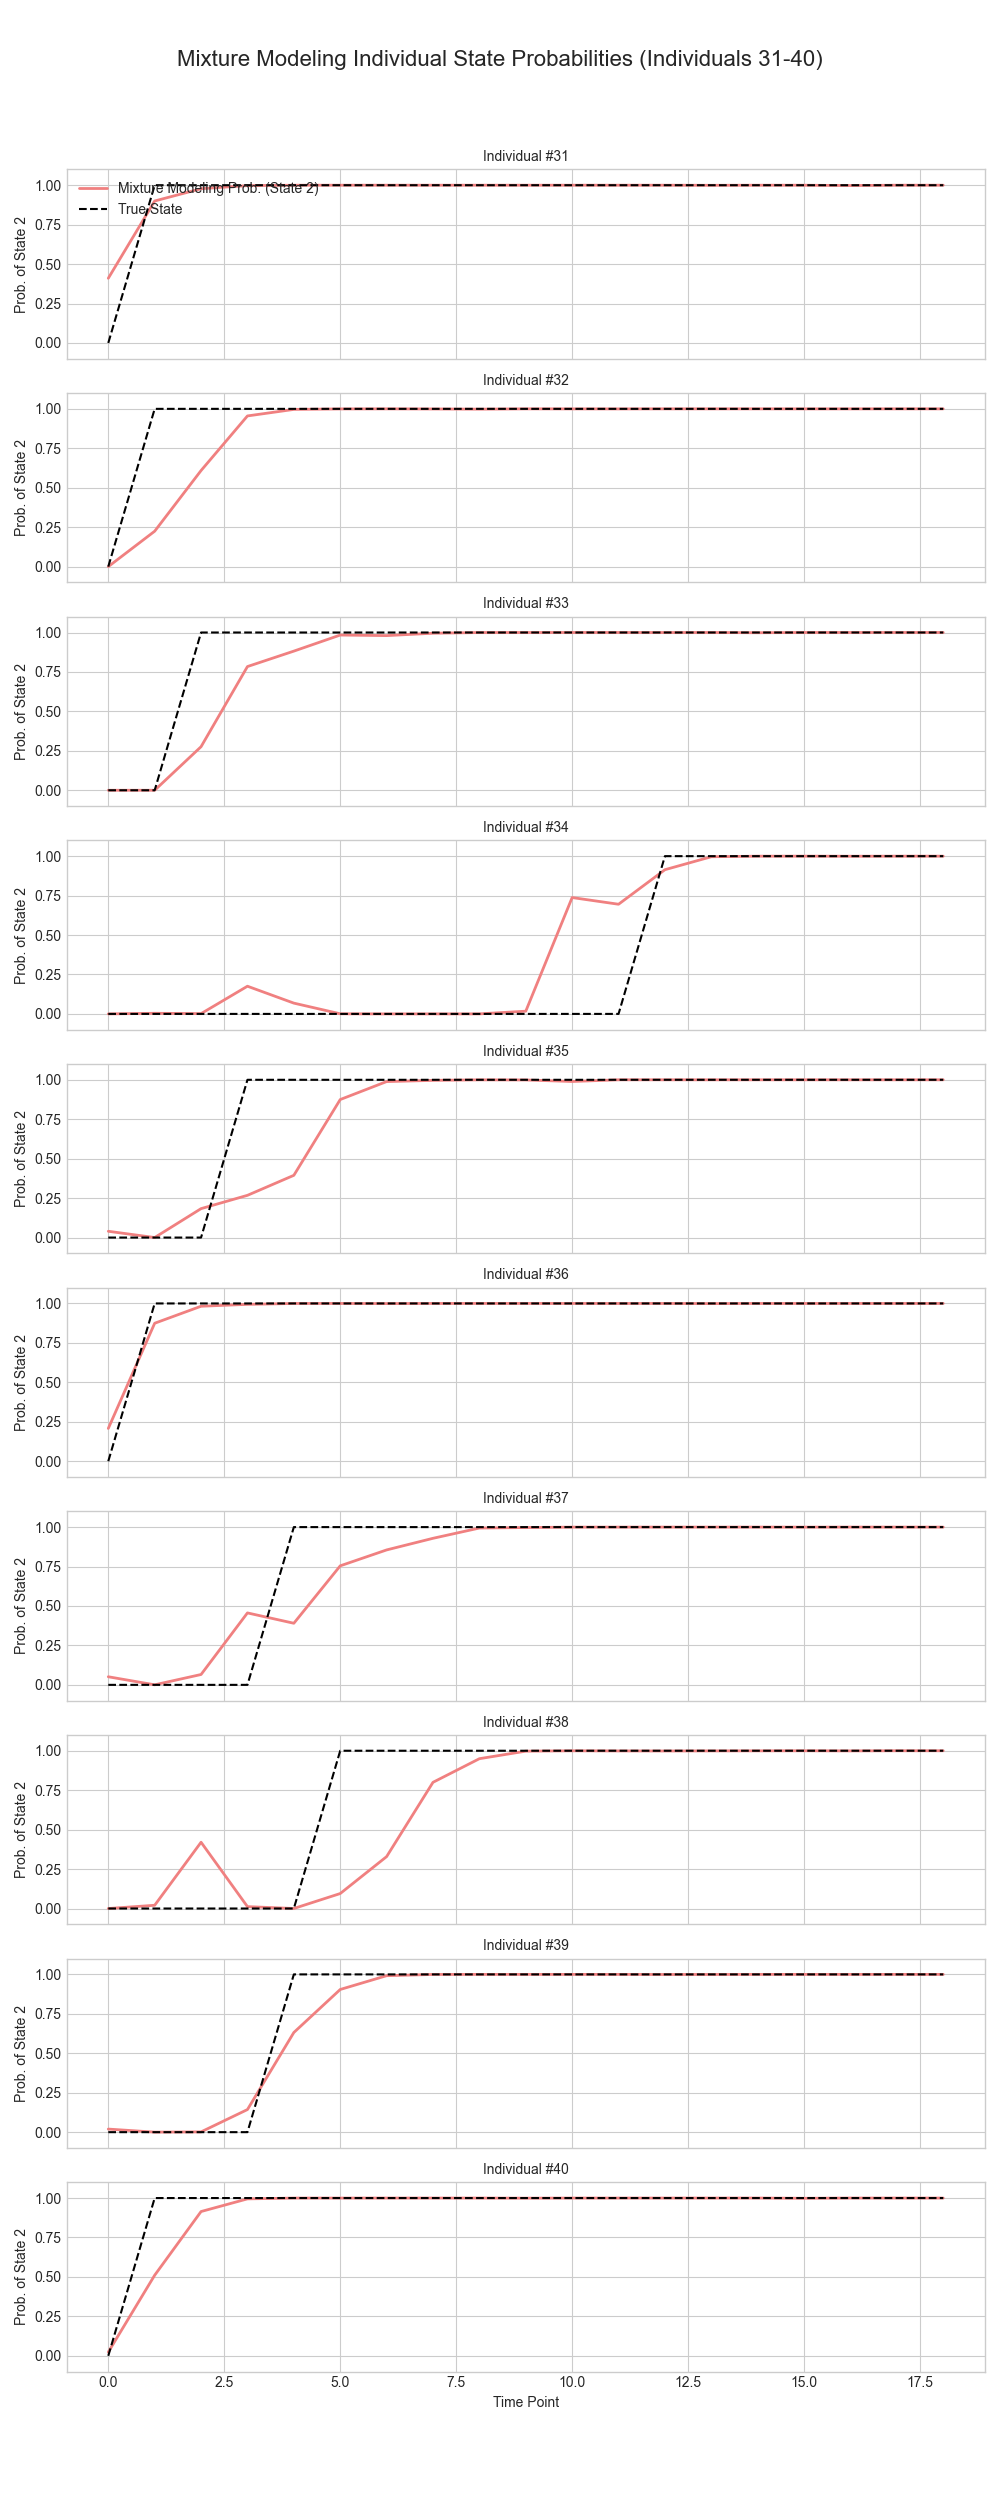 Mixture Modeling Individual State Probabilities (Individuals 31-40)
Individual #31
Mixture Modeling Prob. (State 2)
True State
Prob. of State 2
1.00
0.75
0.50
0.25
0.00
Individual #32
Prob. of State 2
1.00
0.75
0.50
0.25
0.00
Individual #33
Prob. of State 2
1.00
0.75
0.50
0.25
0.00
Individual #34
Prob. of State 2
1.00
0.75
0.50
0.25
0.00
Individual #35
Prob. of State 2
1.00
0.75
0.50
0.25
0.00
Individual #36
Prob. of State 2
1.00
0.75
0.50
0.25
0.00
Individual #37
Prob. of State 2
1.00
0.75
0.50
0.25
0.00
Individual #38
Prob. of State 2
1.00
0.75
0.50
0.25
0.00
Individual #39
Prob. of State 2
1.00
0.75
0.50
0.25
0.00
Individual #40
Prob. of State 2
1.00
0.75
0.50
0.25
0.00
0.0 2.5 5.0 7.5 10.0 12.5 15.0 17.5
Time Point